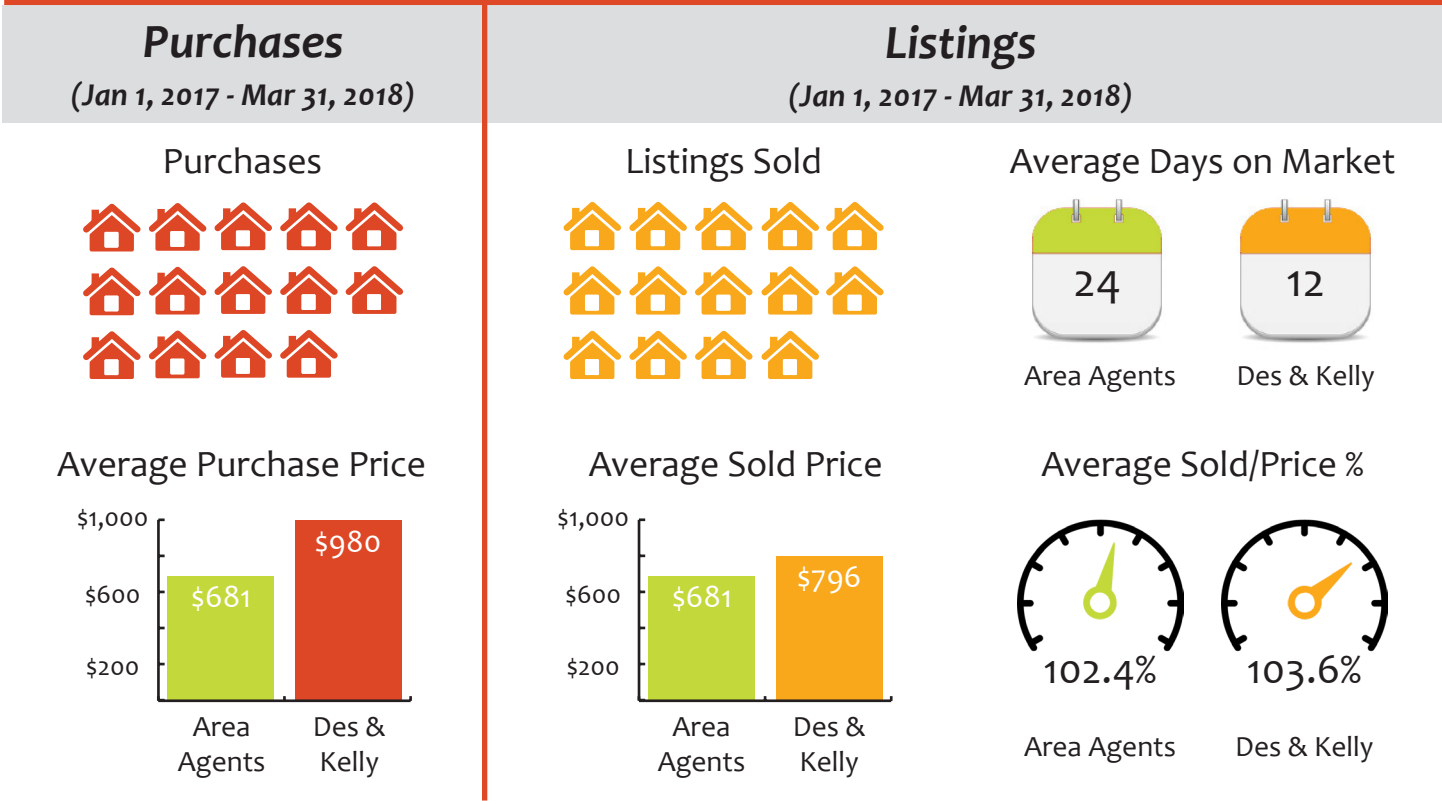 Purchases
(Jan 1, 2017 - Mar 31, 2018)
Purchases
Average Purchase Price
$1,000
$600
$200
$681
$980
Area
Agents
Des &
Kelly
Listings
(Jan 1, 2017 - Mar 31, 2018)
Listings Sold
Average Sold Price
$1,000
$600
$200
$681
$796
Area
Agents
Des &
Kelly
Average Days on Market
24
12
Area Agents
Des & Kelly
Average Sold/Price %
102.4%
103.6%
Area Agents
Des & Kelly